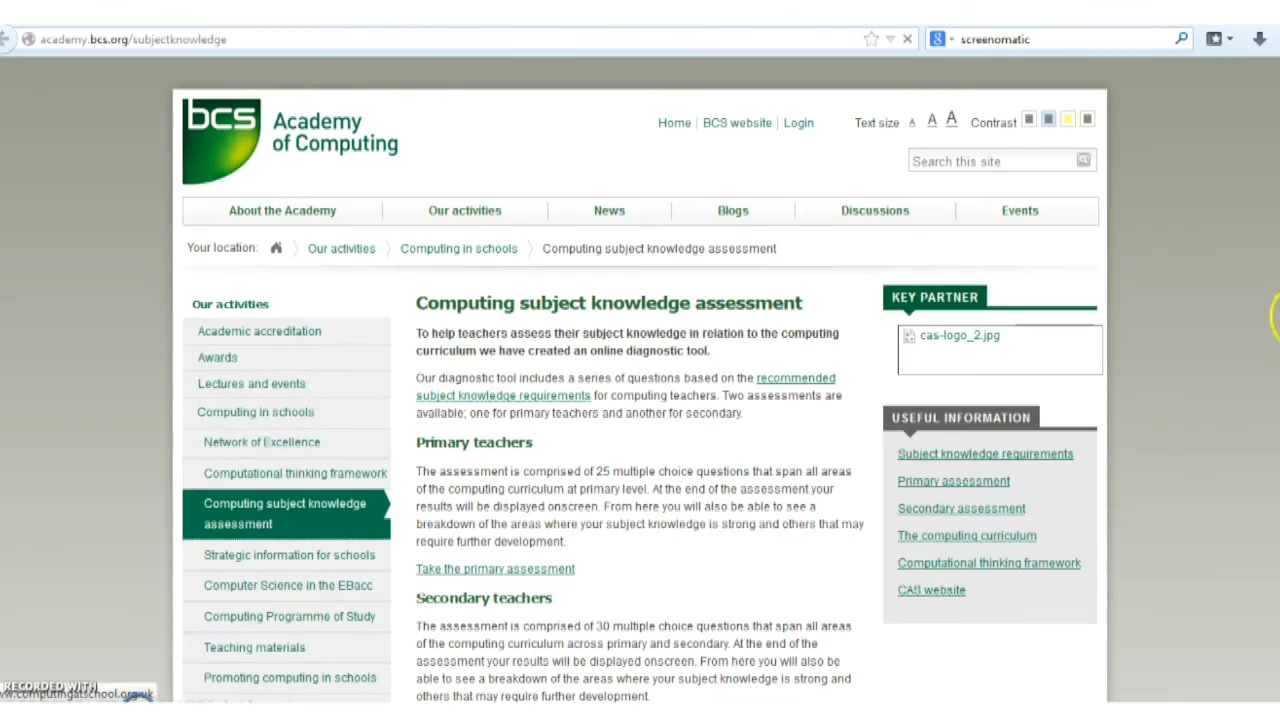 academy.bcs.org/subjectknowledge
screenomatic
bcs
Academy
of Computing
Home
BCS website
Login
Text size A A A
Contrast
Search this site
About the Academy
Our activities
News
Blogs
Discussions
Events
Your location:
Our activities
Computing in schools
Computing subject knowledge assessment
Our activities
Academic accreditation
Awards
Lectures and events
Computing in schools
Network of Excellence
Computational thinking framework
Computing subject knowledge
assessment
Strategic information for schools
Computer Science in the EBacc
Computing Programme of Study
Teaching materials
Promoting computing in schools
Computing subject knowledge assessment
To help teachers assess their subject knowledge in relation to the computing
curriculum we have created an online diagnostic tool.
Our diagnostic tool includes a series of questions based on the recommended
subject knowledge requirements for computing teachers. Two assessments are
available; one for primary teachers and another for secondary.
Primary teachers
The assessment is comprised of 25 multiple choice questions that span all areas
of the computing curriculum at primary level. At the end of the assessment your
results will be displayed onscreen. From here you will also be able to see a
breakdown of the areas where your subject knowledge is strong and others that may
require further development.
Take the primary assessment
Secondary teachers
The assessment is comprised of 30 multiple choice questions that span all areas
of the computing curriculum across primary and secondary. At the end of the
assessment your results will be displayed onscreen. From here you will also be
able to see a breakdown of the areas where your subject knowledge is strong and
others that may require further development.
KEY PARTNER
cas-logo_2.jpg
USEFUL INFORMATION
Subject knowledge requirements
Primary assessment
Secondary assessment
The computing curriculum
Computational thinking framework
CAS website
RECORDED WITH
ww.computingatschool.org.uk